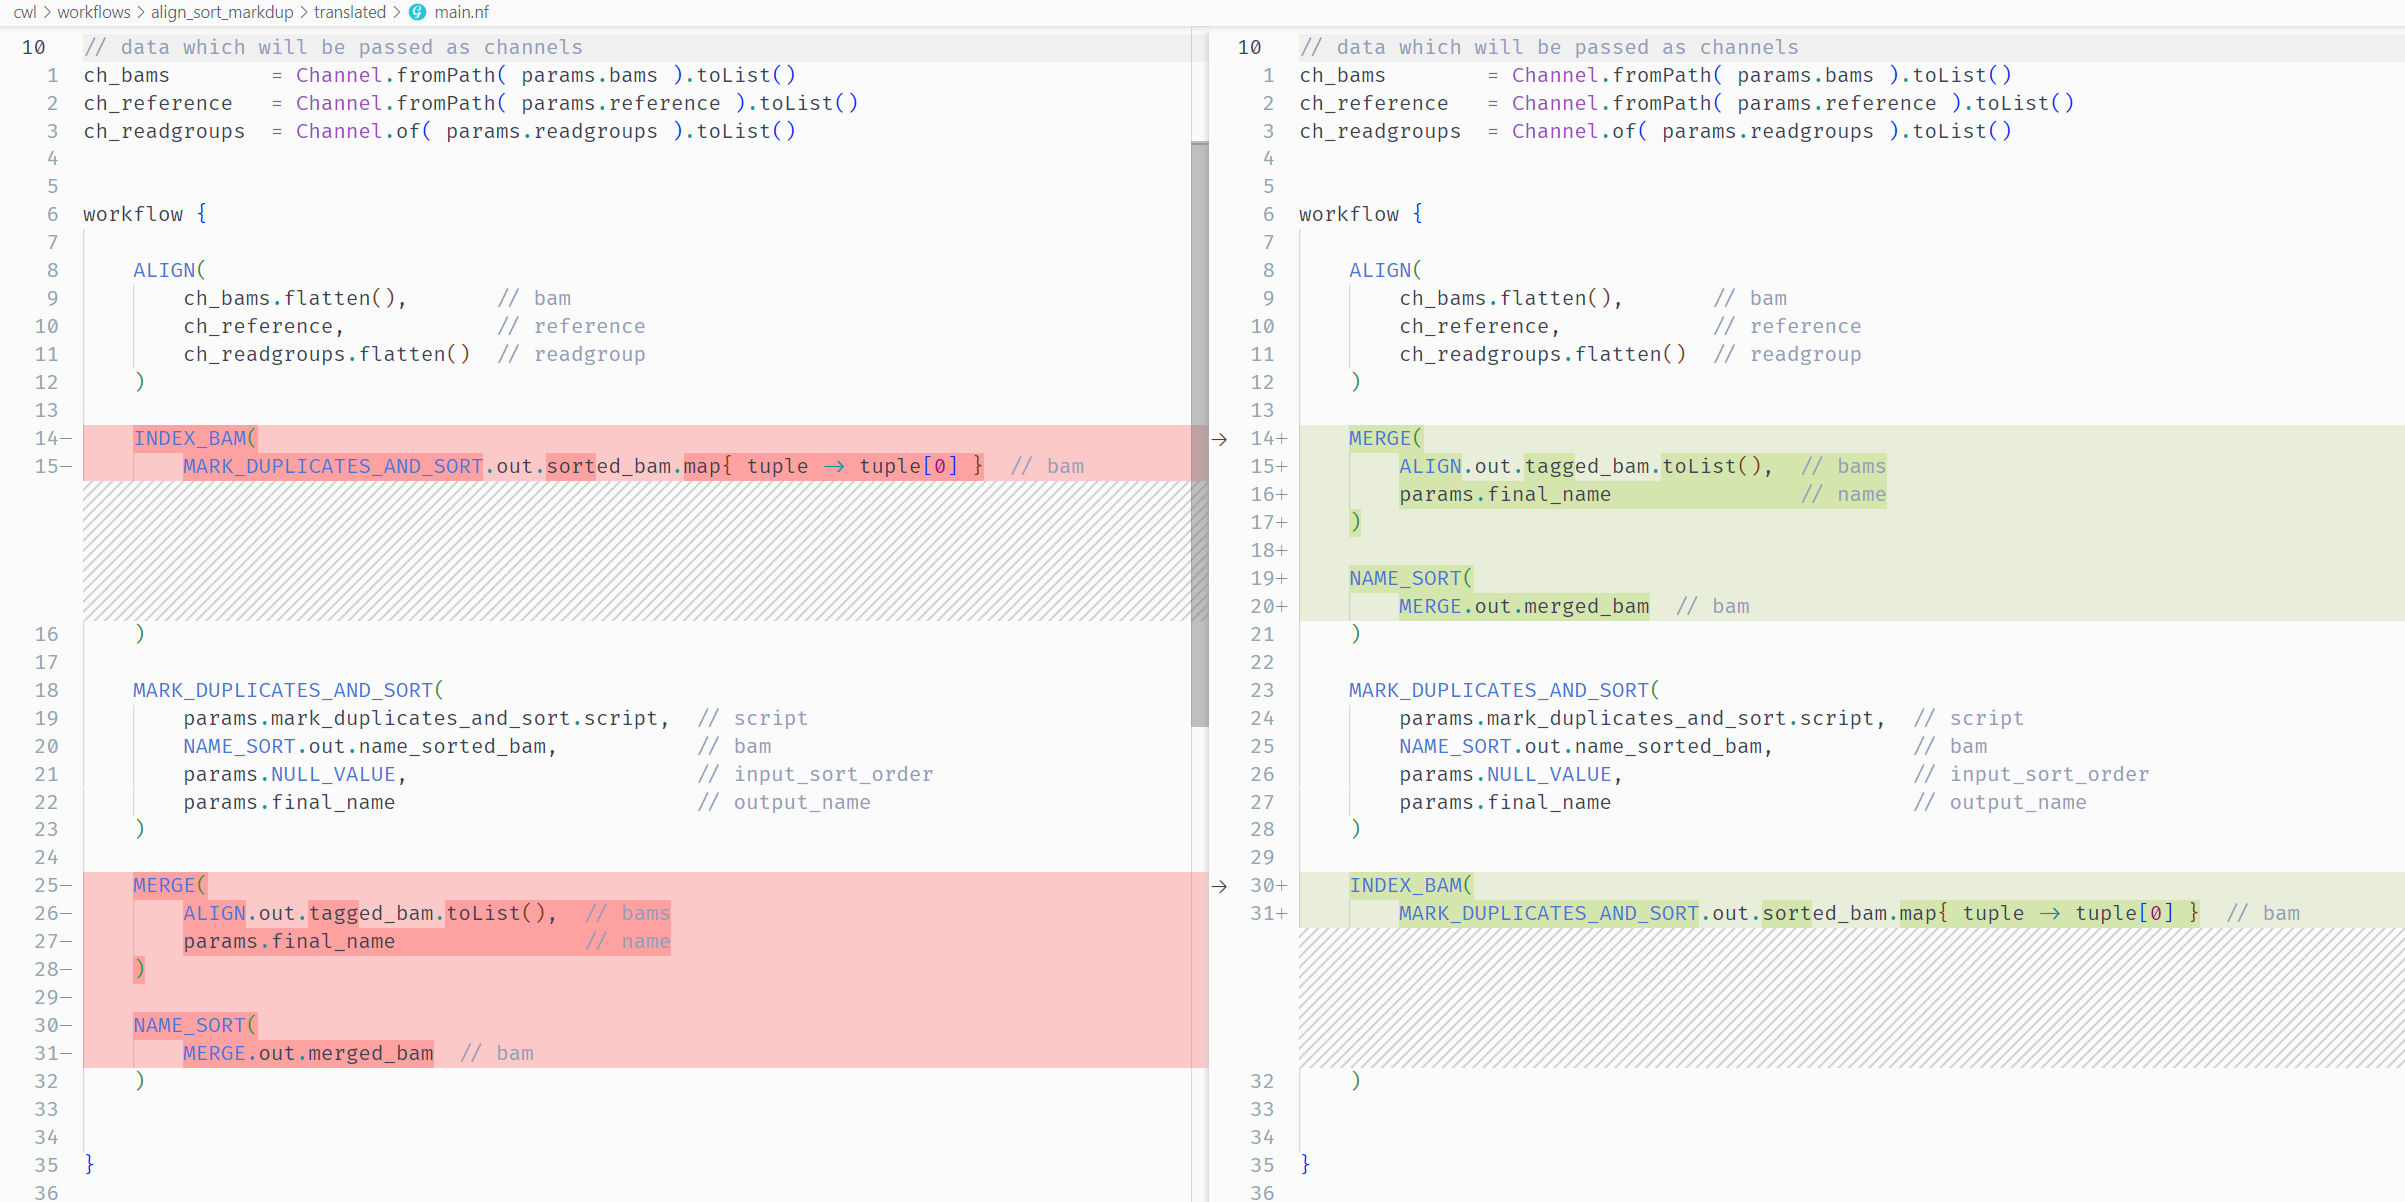 cwl > workflows > align_sort_markdup > translated > main.nf
10 // data which will be passed as channels
1 ch_bams        = Channel.fromPath( params.bams ).toList()
2 ch_reference   = Channel.fromPath( params.reference ).toList()
3 ch_readgroups  = Channel.of( params.readgroups ).toList()
4
5
6 workflow {
7
8     ALIGN(
9         ch_bams.flatten(),       // bam
10         ch_reference,            // reference
11         ch_readgroups.flatten()  // readgroup
12     )
13
14−     INDEX_BAM(
15−         MARK_DUPLICATES_AND_SORT.out.sorted_bam.map{ tuple -> tuple[0] }  // bam
16     )
17
18     MARK_DUPLICATES_AND_SORT(
19         params.mark_duplicates_and_sort.script,  // script
20         NAME_SORT.out.name_sorted_bam,           // bam
21         params.NULL_VALUE,                       // input_sort_order
22         params.final_name                        // output_name
23     )
24
25−     MERGE(
26−         ALIGN.out.tagged_bam.toList(),  // bams
27−         params.final_name               // name
28−     )
29−
30−     NAME_SORT(
31−         MERGE.out.merged_bam  // bam
32     )
33
34
35 }
36
10 // data which will be passed as channels
1 ch_bams        = Channel.fromPath( params.bams ).toList()
2 ch_reference   = Channel.fromPath( params.reference ).toList()
3 ch_readgroups  = Channel.of( params.readgroups ).toList()
4
5
6 workflow {
7
8     ALIGN(
9         ch_bams.flatten(),       // bam
10         ch_reference,            // reference
11         ch_readgroups.flatten()  // readgroup
12     )
13
→ 14+     MERGE(
15+         ALIGN.out.tagged_bam.toList(),  // bams
16+         params.final_name               // name
17+     )
18+
19+     NAME_SORT(
20+         MERGE.out.merged_bam  // bam
21     )
22
23     MARK_DUPLICATES_AND_SORT(
24         params.mark_duplicates_and_sort.script,  // script
25         NAME_SORT.out.name_sorted_bam,           // bam
26         params.NULL_VALUE,                       // input_sort_order
27         params.final_name                        // output_name
28     )
29
→ 30+     INDEX_BAM(
31+         MARK_DUPLICATES_AND_SORT.out.sorted_bam.map{ tuple -> tuple[0] }  // bam
32     )
33
34
35 }
36